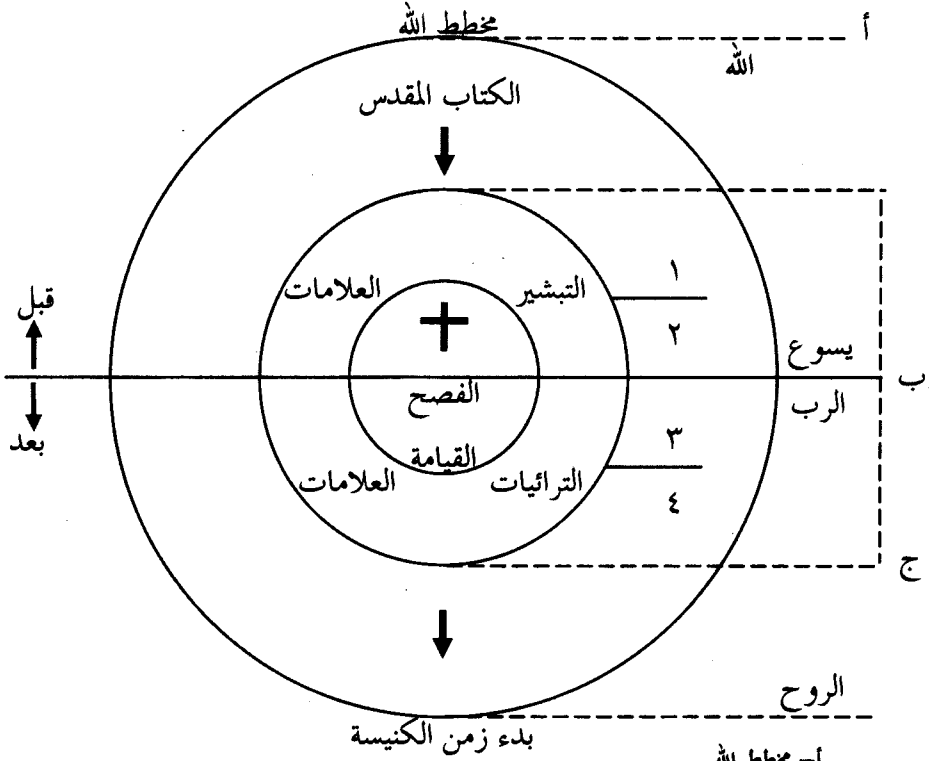 مخطط الله
أ
الله
الكتاب المقدس
١
التبشير
العلامات
قبل
٢
يسوع
ب
الفصح
الرب
بعد
٣
القيامة
الترائيات
العلامات
٤
ج
الروح
بدء زمن الكنيسة